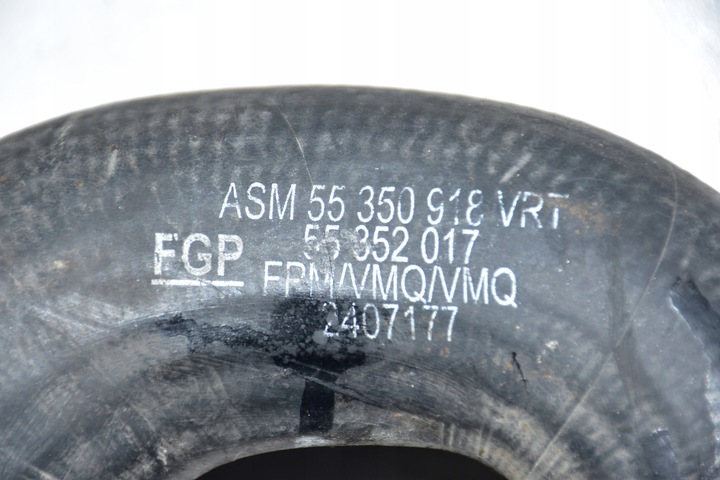 ASM 55 350 918 VRT
55 352 017
FGP
FPM/VMQ/VMQ
2407177